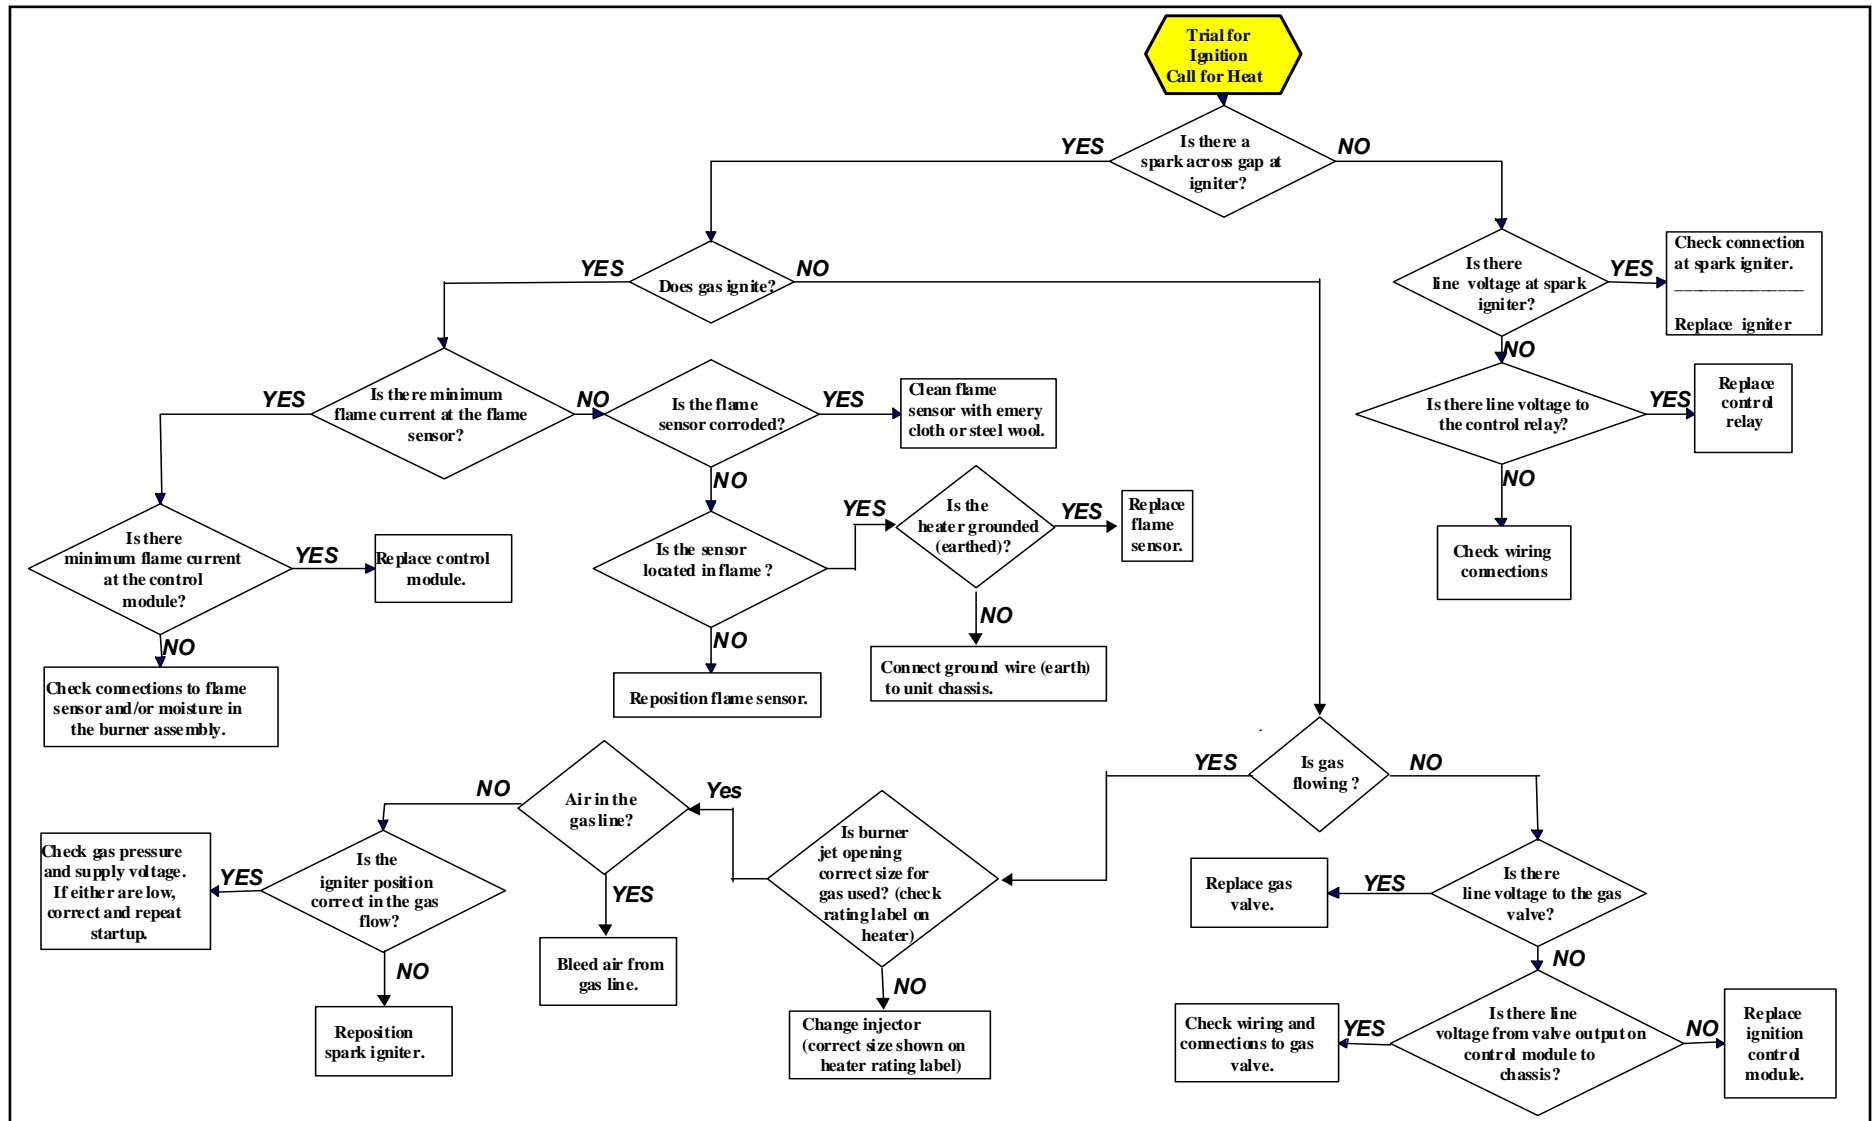 Trial for
Ignition
Call for Heat
YES
Is there a
spark across gap at
igniter?
NO
YES
Does gas ignite?
NO
Is there
line voltage at spark
igniter?
YES
Check connection
at spark igniter.
_______________
Replace igniter
NO
Is there line voltage to
the control relay?
YES
Replace
control
relay
NO
Check wiring
connections
YES
Is there minimum
flame current at the flame
sensor?
NO
Is the flame
sensor corroded?
YES
Clean flame
sensor with emery
cloth or steel wool.
NO
Is the sensor
located in flame ?
YES
Is the
heater grounded
(earthed)?
YES
Replace
flame
sensor.
NO
Connect ground wire (earth)
to unit chassis.
NO
Reposition flame sensor.
Is there
minimum flame current
at the control
module?
YES
Replace control
module.
NO
Check connections to flame
sensor and/or moisture in
the burner assembly.
YES
Is gas
flowing ?
NO
Is burner
jet opening
correct size for
gas used? (check
rating label on
heater)
Yes
Air in the
gas line?
NO
Is the
igniter position
correct in the gas
flow?
YES
Check gas pressure
and supply voltage.
If either are low,
correct and repeat
startup.
NO
Reposition
spark igniter.
YES
Bleed air from
gas line.
NO
Change injector
(correct size shown on
heater rating label)
Is there
line voltage to the gas
valve?
YES
Replace gas
valve.
NO
Is there line
voltage from valve output on
control module to
chassis?
YES
Check wiring and
connections to gas
valve.
NO
Replace
ignition
control
module.